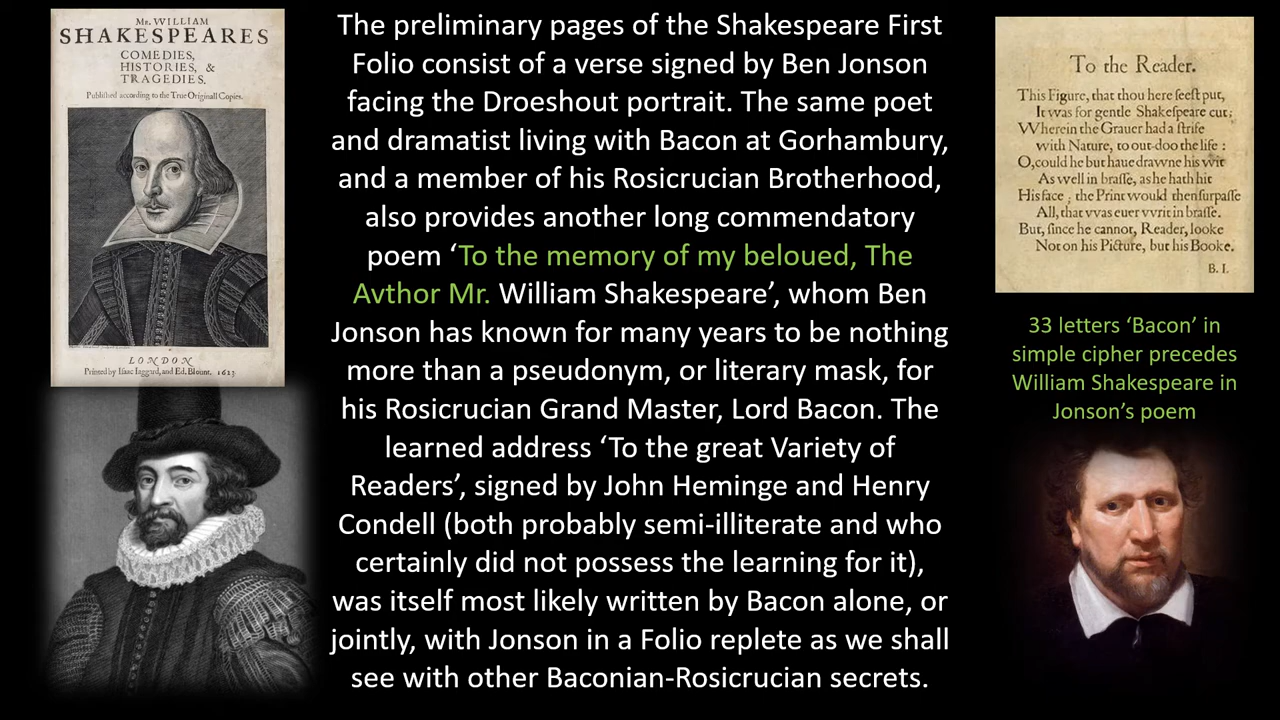 Mr. WILLIAM
SHAKESPEARES
COMEDIES,
HISTORIES, &
TRAGEDIES.
Published according to the True Originall Copies.
LONDON
Printed by Isaac Iaggard, and Ed. Blount. 1623
The preliminary pages of the Shakespeare First
Folio consist of a verse signed by Ben Jonson
facing the Droeshout portrait. The same poet
and dramatist living with Bacon at Gorhambury,
and a member of his Rosicrucian Brotherhood,
also provides another long commendatory
poem ‘To the memory of my beloued, The
Avthor Mr. William Shakespeare’, whom Ben
Jonson has known for many years to be nothing
more than a pseudonym, or literary mask, for
his Rosicrucian Grand Master, Lord Bacon. The
learned address ‘To the great Variety of
Readers’, signed by John Heminge and Henry
Condell (both probably semi-illiterate and who
certainly did not possess the learning for it),
was itself most likely written by Bacon alone, or
jointly, with Jonson in a Folio replete as we shall
see with other Baconian-Rosicrucian secrets.
To the Reader.
This Figure, that thou here ſeeſt put,
It vvas for gentle Shakeſpeare cut;
VVherein the Grauer had a ſtrife
with Nature, to out-doo the life :
O, could he but haue dravvne his vvit
As well in braſſe, as he hath hit
His face ; the Print would then ſurpaſſe
All, that vvas euer vvrit in braſſe.
But, ſince he cannot, Reader, looke
Not on his Picture, but his Booke.
B. I.
33 letters ‘Bacon’ in
simple cipher precedes
William Shakespeare in
Jonson’s poem